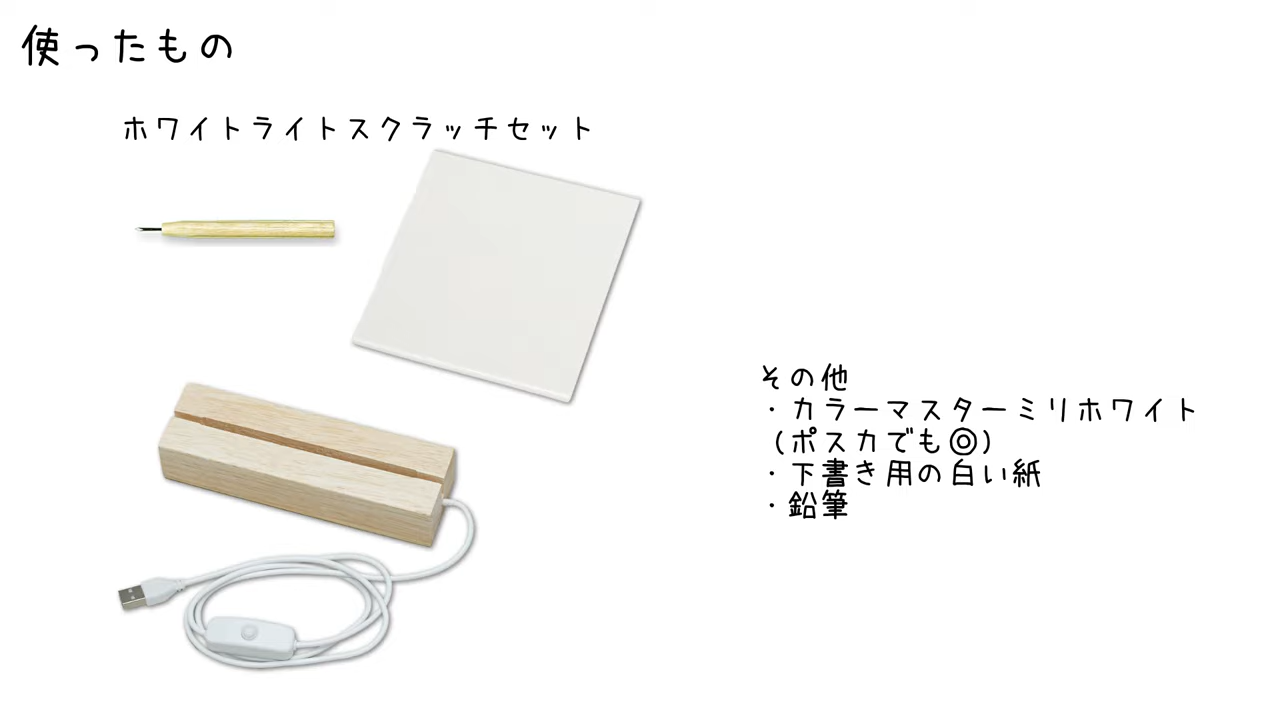 使ったもの
ホワイトライトスクラッチセット
その他
・カラーマスターミリホワイト
(ポスカでも◎)
・下書き用の白い紙
・鉛筆